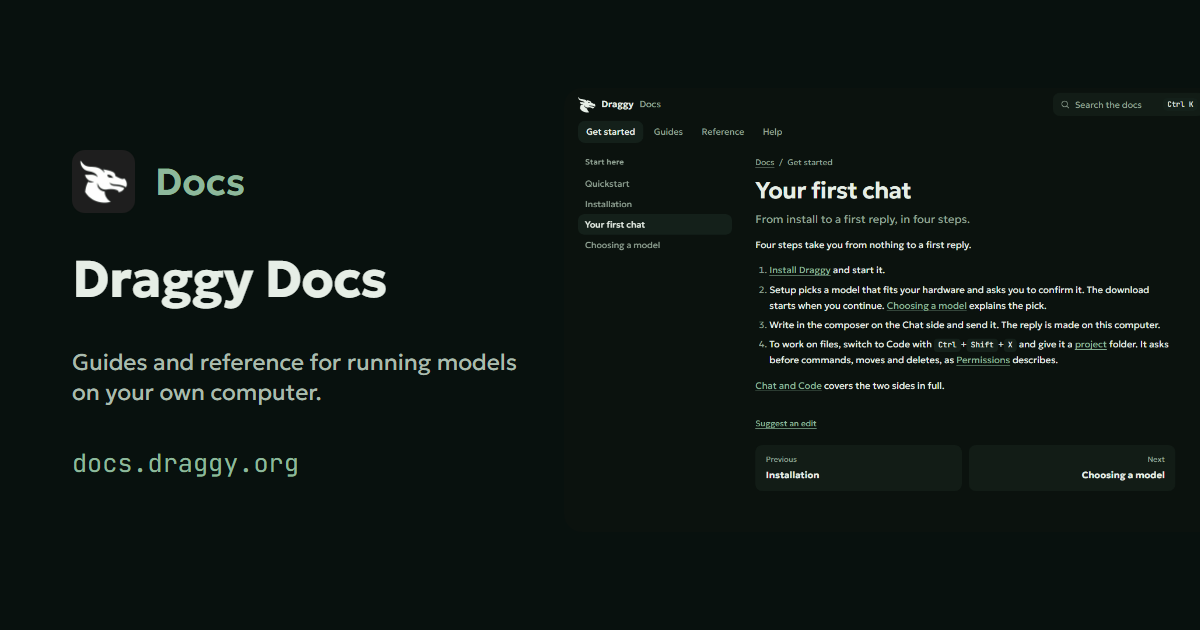 Docs
Draggy Docs
Guides and reference for running models
on your own computer.
docs.draggy.org
Draggy Docs
Search the docs Ctrl K
Get started Guides Reference Help
Start here
Quickstart
Installation
Your first chat
Choosing a model
Docs / Get started
Your first chat
From install to a first reply, in four steps.
Four steps take you from nothing to a first reply.
1. Install Draggy and start it.
2. Setup picks a model that fits your hardware and asks you to confirm it. The download
starts when you continue. Choosing a model explains the pick.
3. Write in the composer on the Chat side and send it. The reply is made on this computer.
4. To work on files, switch to Code with Ctrl + Shift + X and give it a project folder. It asks
before commands, moves and deletes, as Permissions describes.
Chat and Code covers the two sides in full.
Suggest an edit
Previous
Installation
Next
Choosing a model